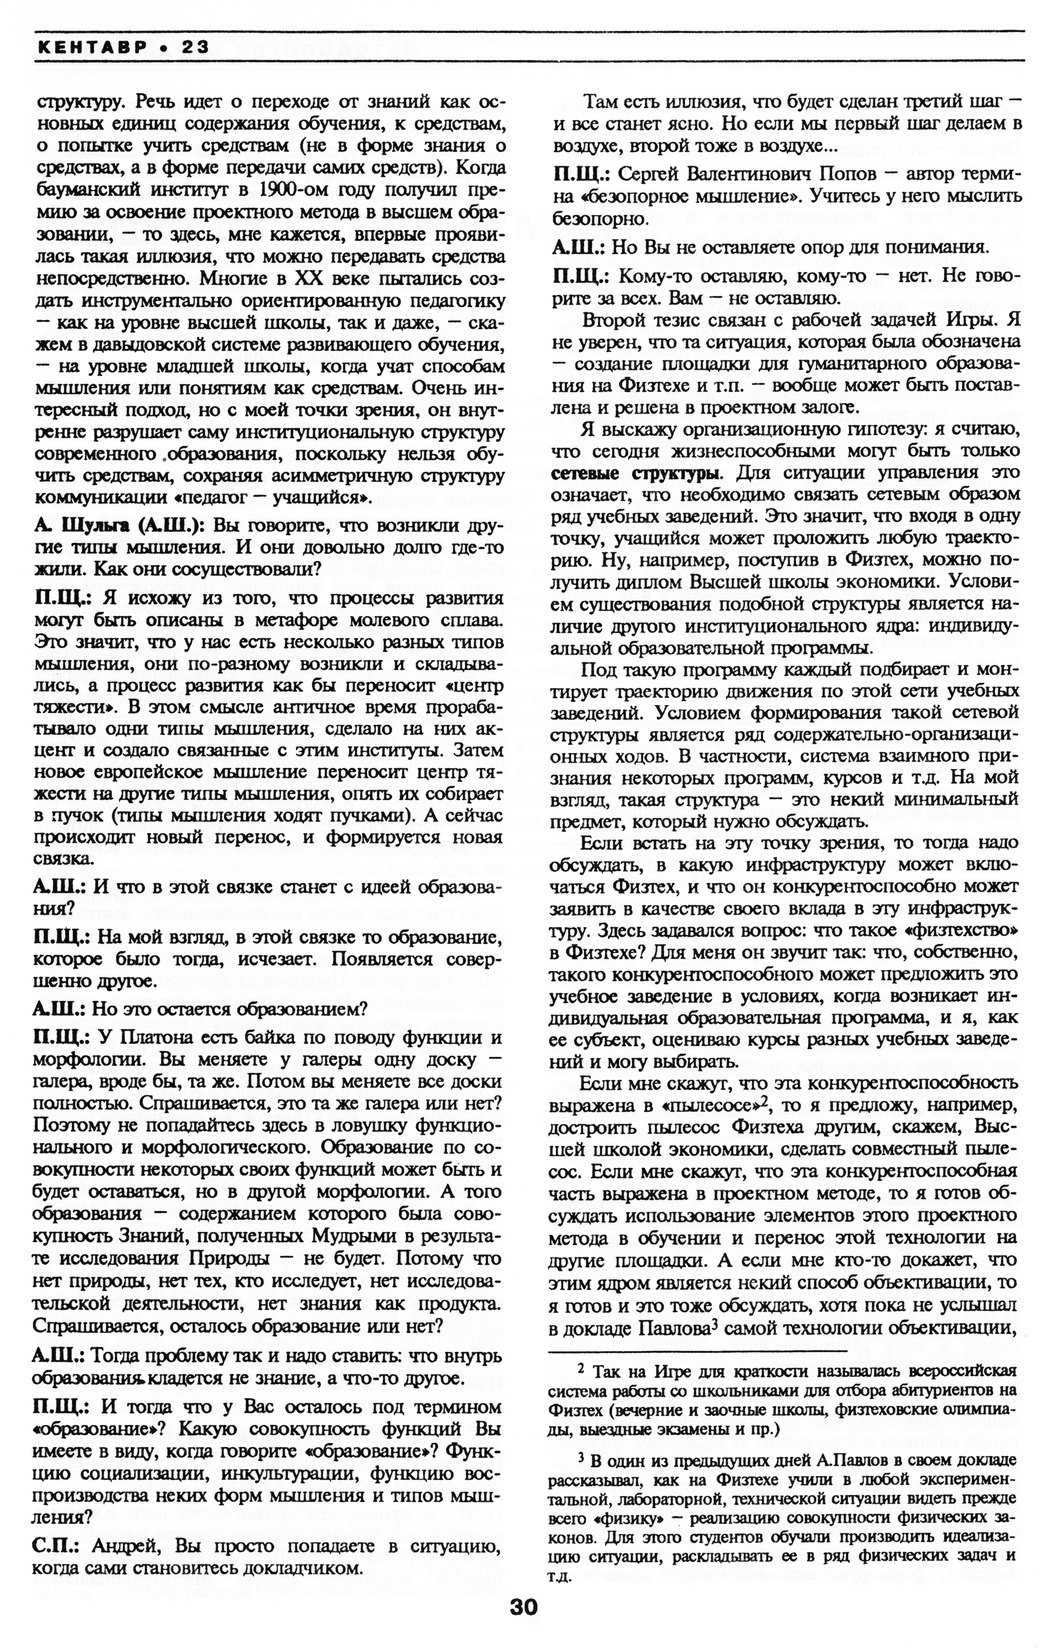 КЕНТАВР • 23
структуру. Речь идет о переходе от знаний как ос-
новных единиц содержания обучения, к средствам,
о попытке учить средствам (не в форме знания о
средствах, а в форме передачи самих средств). Когда
бауманский институт в 1900-ом году получил пре-
мию за освоение проектного метода в высшем обра-
зовании, — то здесь, мне кажется, впервые прояви-
лась такая иллюзия, что можно передавать средства
непосредственно. Многие в XX веке пытались соз-
дать инструментально ориентированную педагогику
— как на уровне высшей школы, так и даже, — ска-
жем в давыдовской системе развивающего обучения,
— на уровне младшей школы, когда учат способам
мышления или понятиям как средствам. Очень ин-
тересный подход, но с моей точки зрения, он внут-
ренне разрушает саму институциональную структуру
современного образования, поскольку нельзя обу-
чить средствам, сохраняя асимметричную структуру
коммуникации «педагог — учащийся».
А. Шульга (А.Ш.): Вы говорите, что возникли дру-
гие типы мышления. И они довольно долго где-то
жили. Как они сосуществовали?
П.Щ.: Я исхожу из того, что процессы развития
могут быть описаны в метафоре молевого сплава.
Это значит, что у нас есть несколько разных типов
мышления, они по-разному возникли и складыва-
лись, а процесс развития как бы переносит «центр
тяжести». В этом смысле античное время прораба-
тывало одни типы мышления, сделало на них ак-
цент и создало связанные с этим институты. Затем
новое европейское мышление переносит центр тя-
жести на другие типы мышления, опять их собирает
в пучок (типы мышления ходят пучками). А сейчас
происходит новый перенос, и формируется новая
связка.
А.Ш.: И что в этой связке станет с идеей образова-
ния?
П.Щ.: На мой взгляд, в этой связке то образование,
которое было тогда, исчезает. Появляется совер-
шенно другое.
А.Ш.: Но это остается образованием?
П.Щ.: У Платона есть байка по поводу функции и
морфологии. Вы меняете у галеры одну доску —
галера, вроде бы, та же. Потом вы меняете все доски
полностью. Спрашивается, это та же галера или нет?
Поэтому не попадайтесь здесь в ловушку функцио-
нального и морфологического. Образование по со-
вокупности некоторых своих функций может быть и
будет оставаться, но в другой морфологии. А того
образования — содержанием которого была сово-
купность Знаний, полученных Мудрыми в результа-
те исследования Природы — не будет. Потому что
нет природы, нет тех, кто исследует, нет исследова-
тельской деятельности, нет знания как продукта.
Спрашивается, осталось образование или нет?
А.Ш.: Тогда проблему так и надо ставить: что внутрь
образования кладется не знание, а что-то другое.
П.Щ.: И тогда что у Вас осталось под термином
«образование»? Какую совокупность функций Вы
имеете в виду, когда говорите «образование»? Функ-
цию социализации, инкультурации, функцию вос-
производства неких форм мышления и типов мыш-
ления?
С.П.: Андрей, Вы просто попадаете в ситуацию,
когда сами становитесь докладчиком.
Там есть иллюзия, что будет сделан третий шаг —
и все станет ясно. Но если мы первый шаг делаем в
воздухе, второй тоже в воздухе...
П.Щ.: Сергей Валентинович Попов — автор терми-
на «безопорное мышление». Учитесь у него мыслить
безопорно.
А.Ш.: Но Вы не оставляете опор для понимания.
П.Щ.: Кому-то оставляю, кому-то — нет. Не гово-
рите за всех. Вам — не оставляю.
Второй тезис связан с рабочей задачей Игры. Я
не уверен, что та ситуация, которая была обозначена
— создание площадки для гуманитарного образова-
ния на Физтехе и т.п. — вообще может быть постав-
лена и решена в проектном залоге.
Я выскажу организационную гипотезу: я считаю,
что сегодня жизнеспособными могут быть только
сетевые структуры. Для ситуации управления это
означает, что необходимо связать сетевым образом
ряд учебных заведений. Это значит, что входя в одну
точку, учащийся может проложить любую траекто-
рию. Ну, например, поступив в Физтех, можно по-
лучить диплом Высшей школы экономики. Услови-
ем существования подобной структуры является на-
личие другого институционального ядра: индивиду-
альной образовательной программы.
Под такую программу каждый подбирает и мон-
тирует траекторию движения по этой сети учебных
заведений. Условием формирования такой сетевой
структуры является ряд содержательно-организаци-
онных ходов. В частности, система взаимного при-
знания некоторых программ, курсов и т.д. На мой
взгляд, такая структура — это некий минимальный
предмет, который нужно обсуждать.
Если встать на эту точку зрения, то тогда надо
обсуждать, в какую инфраструктуру может вклю-
чаться Физтех, и что он конкурентоспособно может
заявить в качестве своего вклада в эту инфраструк-
туру. Здесь задавался вопрос: что такое «физтехство»
в Физтехе? Для меня он звучит так: что, собственно,
такого конкурентоспособного может предложить это
учебное заведение в условиях, когда возникает ин-
дивидуальная образовательная программа, и я, как
ее субъект, оцениваю курсы разных учебных заведе-
ний и могу выбирать.
Если мне скажут, что эта конкурентоспособность
выражена в «пылесосе»², то я предложу, например,
достроить пылесос Физтеха другим, скажем, Выс-
шей школой экономики, сделать совместный пыле-
сос. Если мне скажут, что эта конкурентоспособная
часть выражена в проектном методе, то я готов об-
суждать использование элементов этого проектного
метода в обучении и перенос этой технологии на
другие площадки. А если мне кто-то докажет, что
этим ядром является некий способ объективации, то
я готов и это тоже обсуждать, хотя пока не услышал
в докладе Павлова³ самой технологии объективации,
² Так на Игре для краткости называлась всероссийская
система работы со школьниками для отбора абитуриентов на
Физтех (вечерние и заочные школы, физтеховские олимпиа-
ды, выездные экзамены и пр.)
³ В один из предыдущих дней А.Павлов в своем докладе
рассказывал, как на Физтехе учили в любой эксперимен-
тальной, лабораторной, технической ситуации видеть прежде
всего «физику» — реализацию совокупности физических за-
конов. Для этого студентов обучали производить идеализа-
цию ситуации, раскладывать ее в ряд физических задач и
т.д.
30